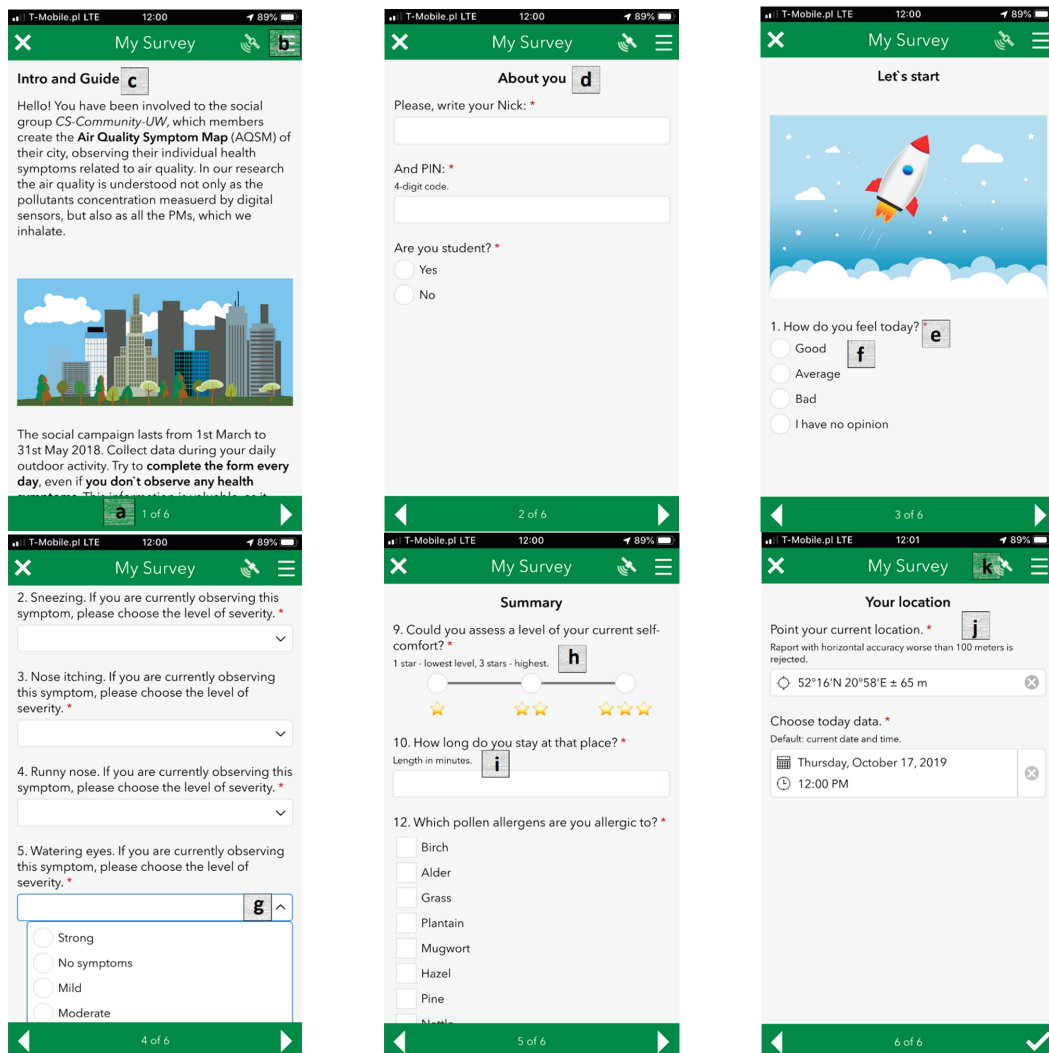 T-Mobile.pl LTE 12:00 89%
My Survey b
Intro and Guide c
Hello! You have been involved to the social
group CS-Community-UW, which members
create the Air Quality Symptom Map (AQSM) of
their city, observing their individual health
symptoms related to air quality. In our research
the air quality is understood not only as the
pollutants concentration measuerd by digital
sensors, but also as all the PMs, which we
inhalate.
The social campaign lasts from 1st March to
31st May 2018. Collect data during your daily
outdoor activity. Try to complete the form every
day, even if you don`t observe any health
symptoms. This information is valuable, as it
a 1 of 6
T-Mobile.pl LTE 12:00 89%
My Survey
About you d
Please, write your Nick: *
And PIN: *
4-digit code.
Are you student? *
Yes
No
2 of 6
T-Mobile.pl LTE 12:00 89%
My Survey
Let`s start
1. How do you feel today? * e
Good f
Average
Bad
I have no opinion
3 of 6
T-Mobile.pl LTE 12:00 89%
My Survey
2. Sneezing. If you are currently observing this
symptom, please choose the level of severity. *
3. Nose itching. If you are currently observing
this symptom, please choose the level of
severity. *
4. Runny nose. If you are currently observing this
symptom, please choose the level of severity. *
5. Watering eyes. If you are currently observing
this symptom, please choose the level of
severity. *
g
Strong
No symptoms
Mild
Moderate
4 of 6
T-Mobile.pl LTE 12:00 89%
My Survey
Summary
9. Could you assess a level of your current self-
comfort? *
1 star - lowest level, 3 stars - highest. h
10. How long do you stay at that place? *
Length in minutes. i
12. Which pollen allergens are you allergic to? *
Birch
Alder
Grass
Plantain
Mugwort
Hazel
Pine
Nettle
5 of 6
T-Mobile.pl LTE 12:01 89%
My Survey k
Your location
Point your current location. * j
Raport with horizontal accuracy worse than 100 meters is
rejected.
52°16'N 20°58'E ± 65 m
Choose today data. *
Default: current date and time.
Thursday, October 17, 2019
12:00 PM
6 of 6